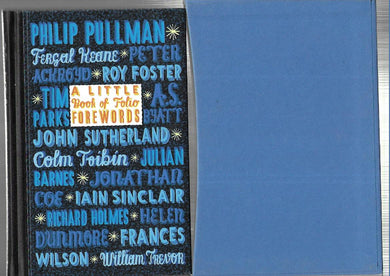 PHILIP PULLMAN
Fergal Keane ✶ PETER
ACKROYD ✶ ROY FOSTER
✶ TIM A LITTLE A.S.
PARKS Book of Folio BYATT
FOREWORDS
JOHN SUTHERLAND ✶
Colm Toibin ✶ JULIAN
BARNES ✶ JONATHAN
COE ✶ IAIN SINCLAIR
✶ RICHARD HOLMES ✶ HELEN
DUNMORE ✶ FRANCES
WILSON ✶ William Trevor